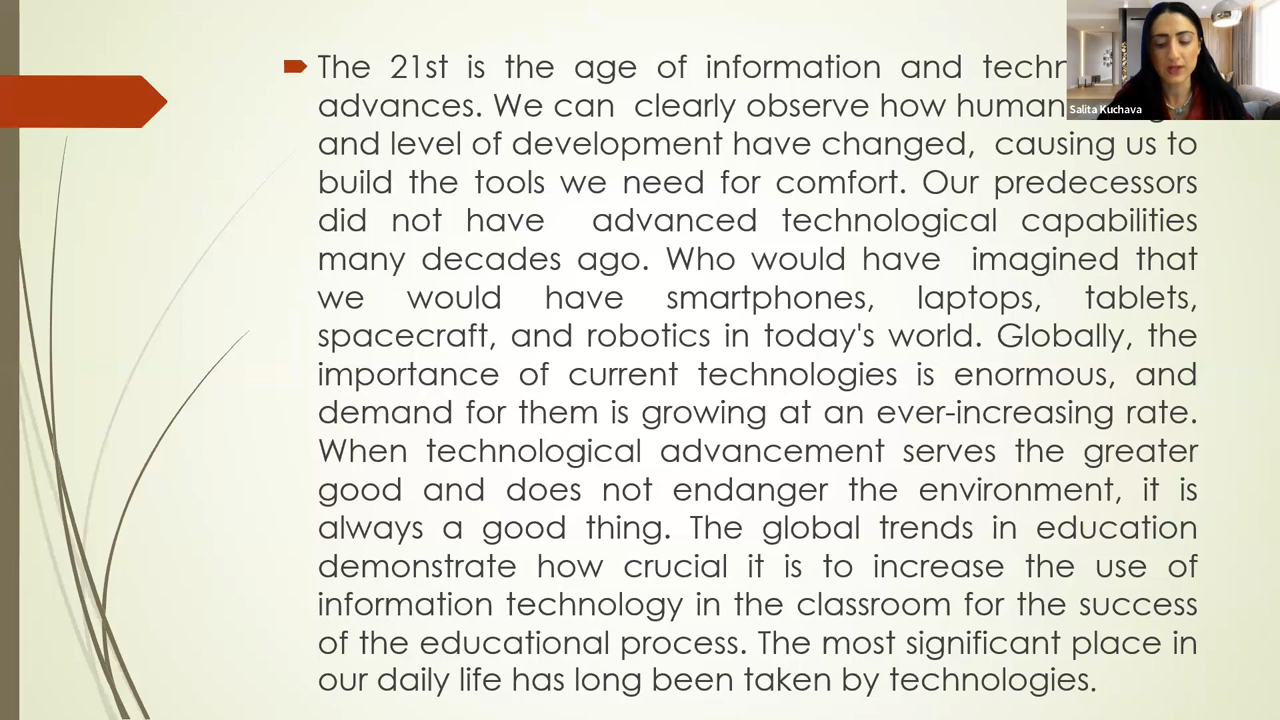 The 21st is the age of information and techn
advances. We can clearly observe how human
and level of development have changed, causing us to
build the tools we need for comfort. Our predecessors
did not have advanced technological capabilities
many decades ago. Who would have imagined that
we would have smartphones, laptops, tablets,
spacecraft, and robotics in today's world. Globally, the
importance of current technologies is enormous, and
demand for them is growing at an ever-increasing rate.
When technological advancement serves the greater
good and does not endanger the environment, it is
always a good thing. The global trends in education
demonstrate how crucial it is to increase the use of
information technology in the classroom for the success
of the educational process. The most significant place in
our daily life has long been taken by technologies.
Salita Kuchava